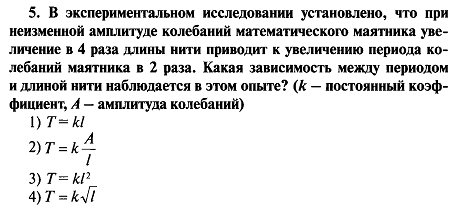 5. В экспериментальном исследовании установлено, что при
неизменной амплитуде колебаний математического маятника уве-
личение в 4 раза длины нити приводит к увеличению периода ко-
лебаний маятника в 2 раза. Какая зависимость между периодом
и длиной нити наблюдается в этом опыте? (k — постоянный коэф-
фициент, A — амплитуда колебаний)
1) T = kl
2) T = k A/l
3) T = kl²
4) T = k√l